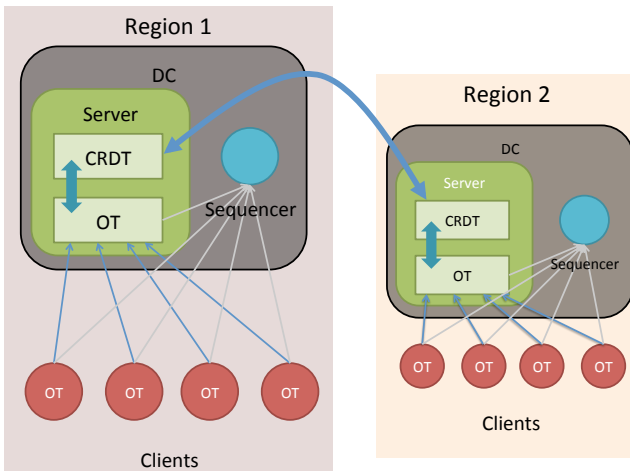 Region 1
DC
Server
CRDT
OT
Sequencer
OT
OT
OT
OT
Clients
Region 2
DC
Server
CRDT
OT
Sequencer
OT
OT
OT
OT
Clients